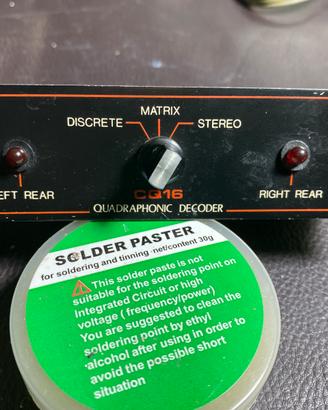 MATRIX
DISCRETE STEREO
EFT REAR CQ16 RIGHT REAR
QUADRAPHONIC DECODER
SOLDER PASTER
for soldering and tinning·net/content 30g
This solder paste is not
suitable for the soldering point on
Integrated Circuit or high
voltage ( frequency/power)
You are suggested to clean the
soldering point by ethyl
alcohol after using in order to
avoid the possible short
situation